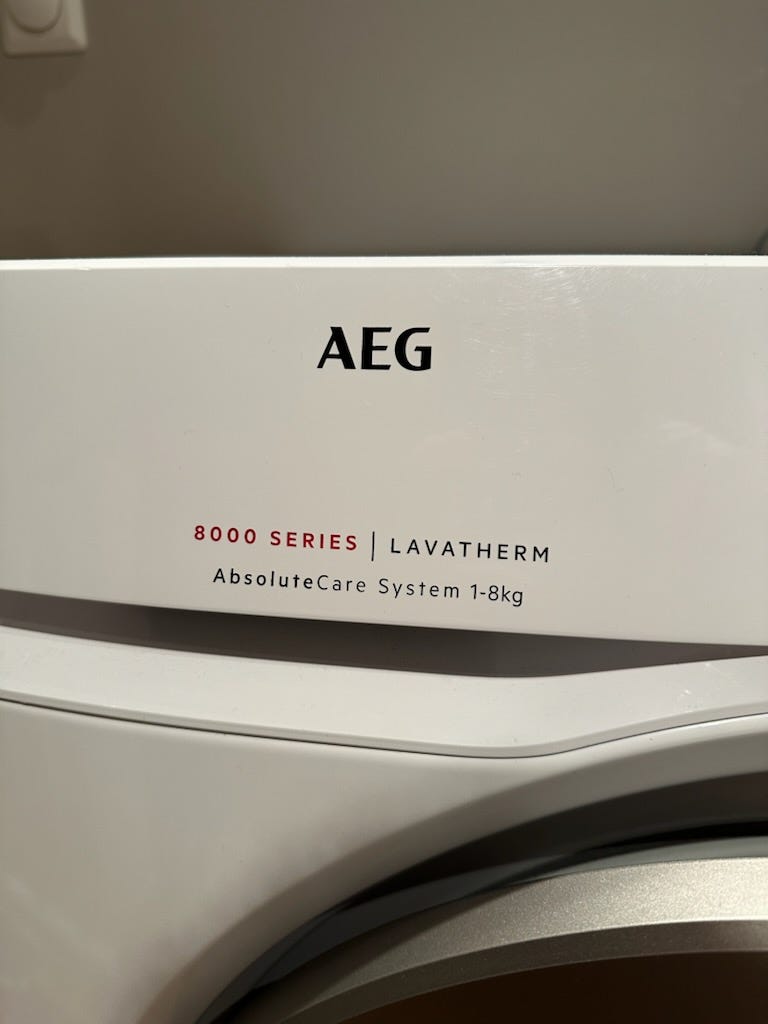 AEG
8000 SERIES | LAVATHERM
AbsoluteCare System 1-8kg